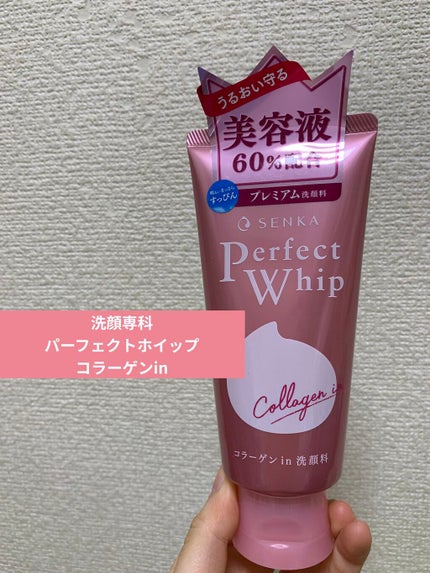 うるおい守る
美容液
60%配合
プレミアム洗顔料
すっぴん
SENKA
Perfect
Whip
Collagen in
コラーゲンin洗顔料
洗顔専科
パーフェクトホイップ
コラーゲンin